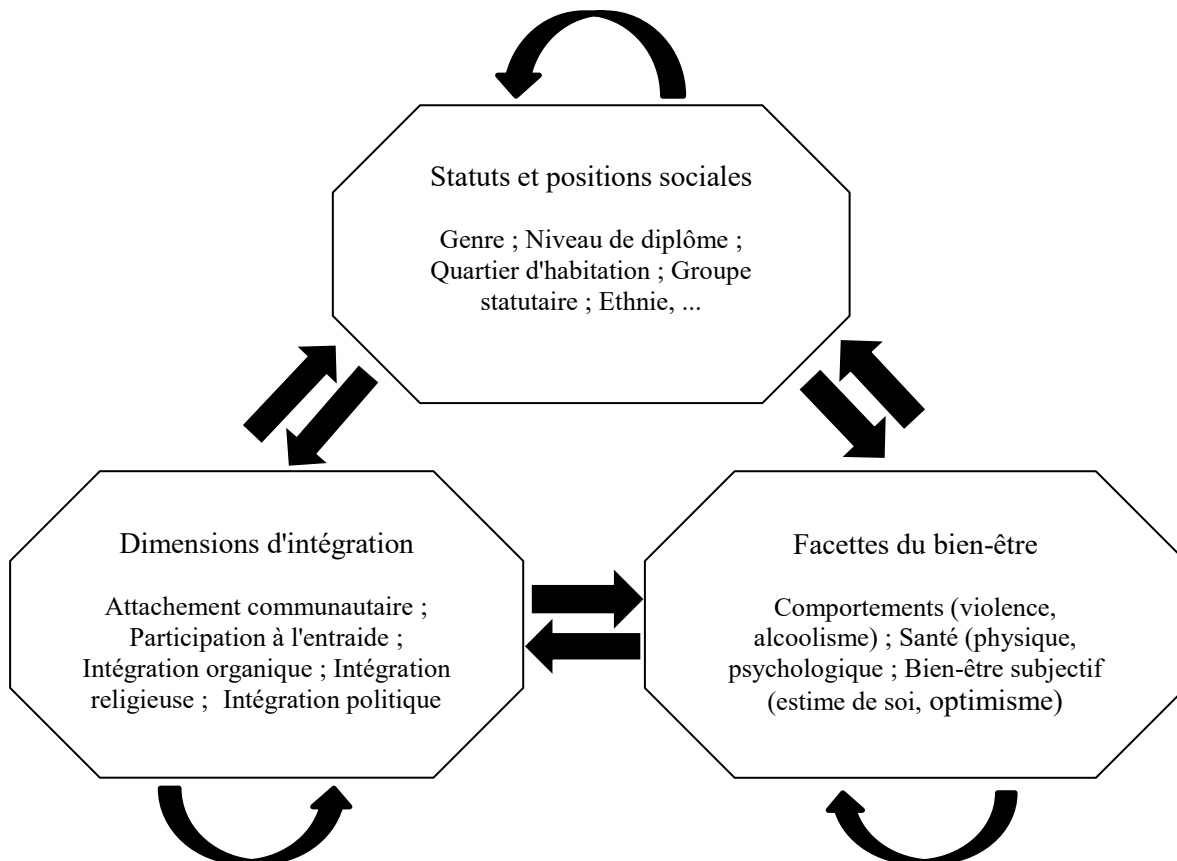 Statuts et positions sociales
Genre ; Niveau de diplôme ;
Quartier d'habitation ; Groupe
statutaire ; Ethnie, ...
Dimensions d'intégration
Attachement communautaire ;
Participation à l'entraide ;
Intégration organique ; Intégration
religieuse ; Intégration politique
Facettes du bien-être
Comportements (violence,
alcoolisme) ; Santé (physique,
psychologique ; Bien-être subjectif
(estime de soi, optimisme)